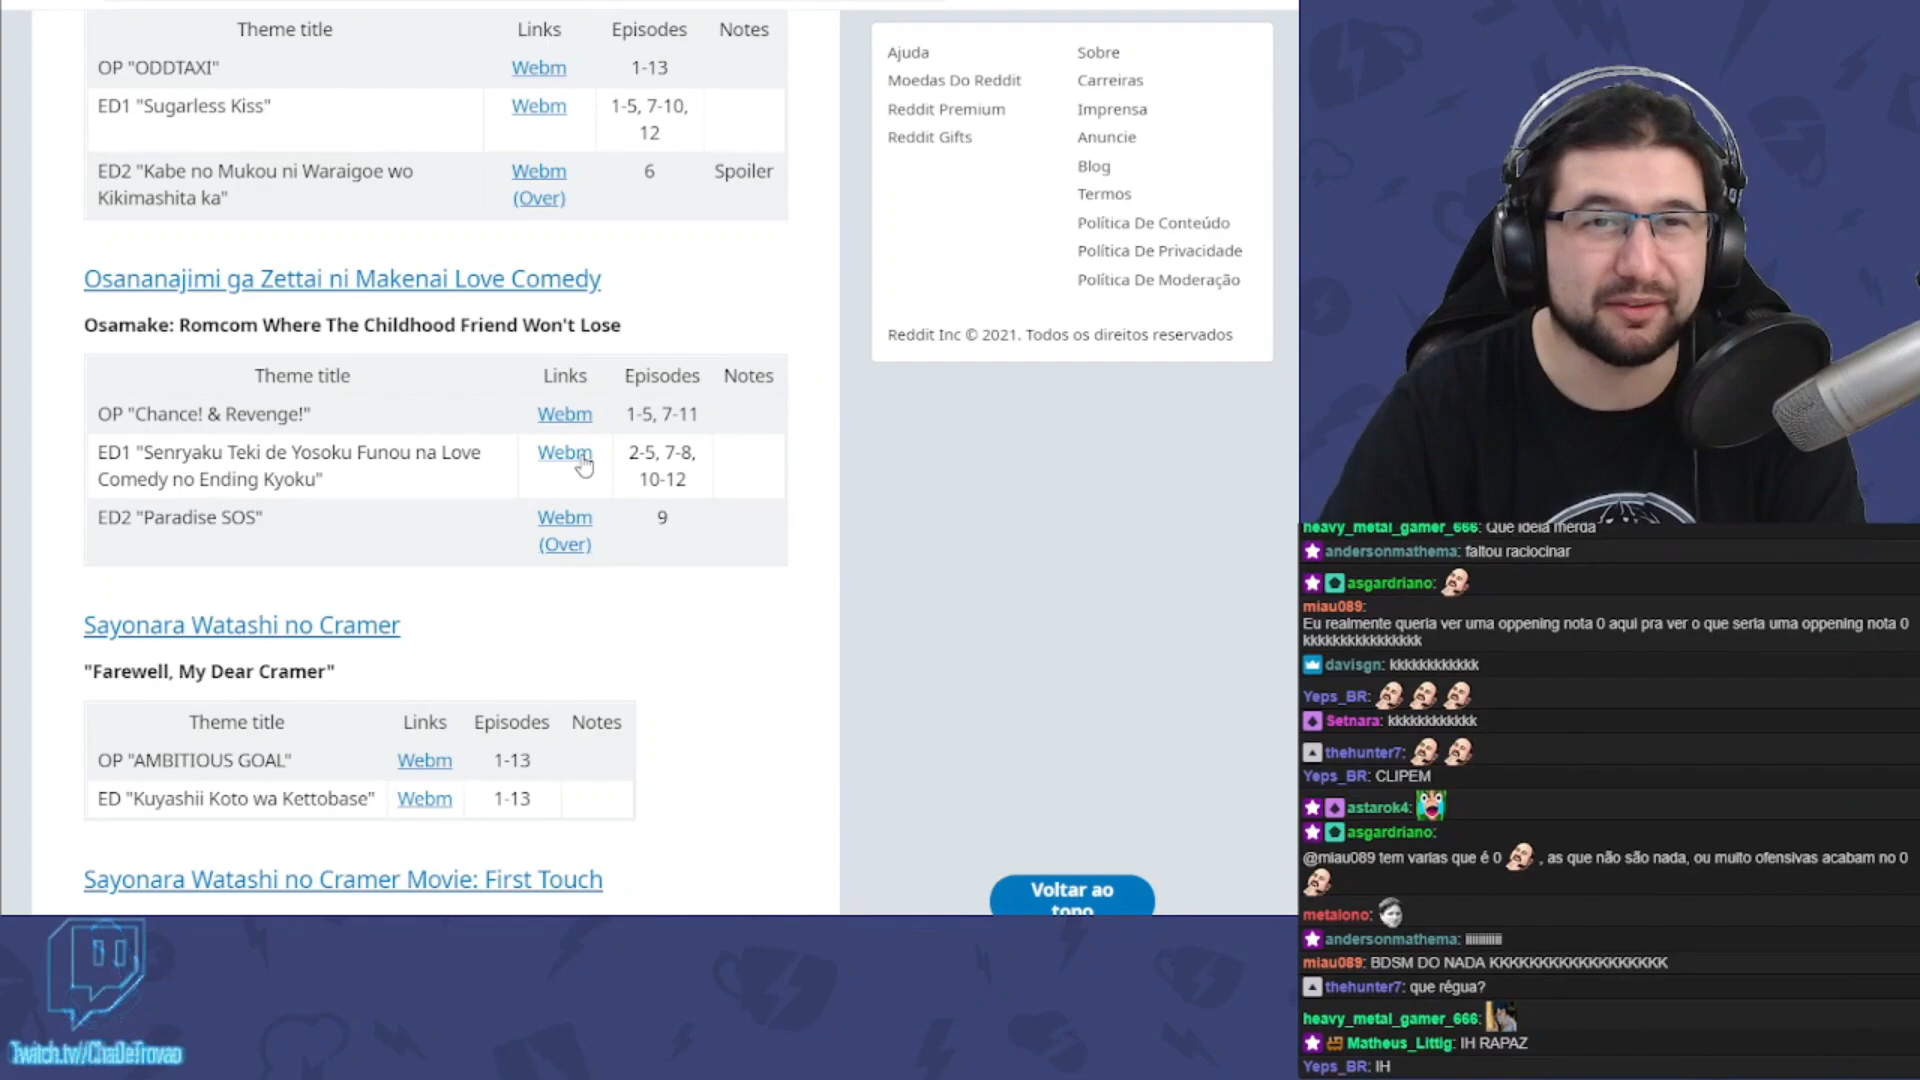 Theme title Links Episodes Notes
OP "ODDTAXI" Webm 1-13
ED1 "Sugarless Kiss" Webm 1-5, 7-10,
12
ED2 "Kabe no Mukou ni Waraigoe wo Webm 6 Spoiler
Kikimashita ka" (Over)
Osananajimi ga Zettai ni Makenai Love Comedy
Osamake: Romcom Where The Childhood Friend Won't Lose
Theme title Links Episodes Notes
OP "Chance! & Revenge!" Webm 1-5, 7-11
ED1 "Senryaku Teki de Yosoku Funou na Love Webm 2-5, 7-8,
Comedy no Ending Kyoku" 10-12
ED2 "Paradise SOS" Webm 9
(Over)
Sayonara Watashi no Cramer
"Farewell, My Dear Cramer"
Theme title Links Episodes Notes
OP "AMBITIOUS GOAL" Webm 1-13
ED "Kuyashii Koto wa Kettobase" Webm 1-13
Sayonara Watashi no Cramer Movie: First Touch
Ajuda Sobre
Moedas Do Reddit Carreiras
Reddit Premium Imprensa
Reddit Gifts Anuncie
Blog
Termos
Política De Conteúdo
Política De Privacidade
Política De Moderação
Reddit Inc © 2021. Todos os direitos reservados
Voltar ao
topo
heavy_metal_gamer_666: Que ideia merda
andersonmathema: faltou raciocinar
asgardriano:
miau089:
Eu realmente queria ver uma oppening nota 0 aqui pra ver o que seria uma oppening nota 0
kkkkkkkkkkkkkkkk
davisgn: kkkkkkkkkkkk
Yeps_BR:
Setnara: kkkkkkkkkkkk
thehunter7:
Yeps_BR: CLIPEM
astarok4:
asgardriano:
@miau089 tem varias que é 0 , as que não são nada, ou muito ofensivas acabam no 0
metalono:
andersonmathema: iiiiiiiiiiii
miau089: BDSM DO NADA KKKKKKKKKKKKKKKKKKK
thehunter7: que régua?
heavy_metal_gamer_666:
Matheus_Littig: IH RAPAZ
Yeps_BR: IH
Twitch.tv//ChaDeTrovao